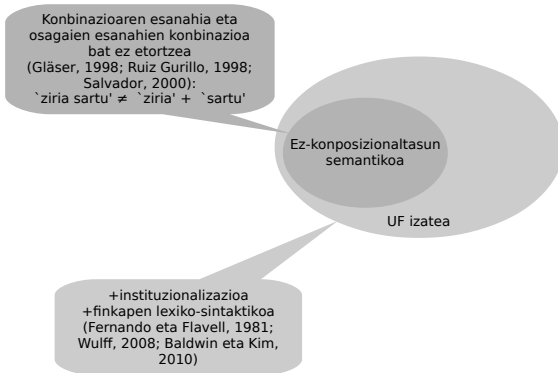 Konbinazioaren esanahia eta
osagaien esanahien konbinazioa
bat ez etortzea
(Gläser, 1998; Ruiz Gurillo, 1998;
Salvador, 2000):
`ziria sartu' ≠ `ziria' + `sartu'
Ez-konposizionaltasun
semantikoa
UF izatea
+instituzionalizazioa
+finkapen lexiko-sintaktikoa
(Fernando eta Flavell, 1981;
Wulff, 2008; Baldwin eta Kim,
2010)